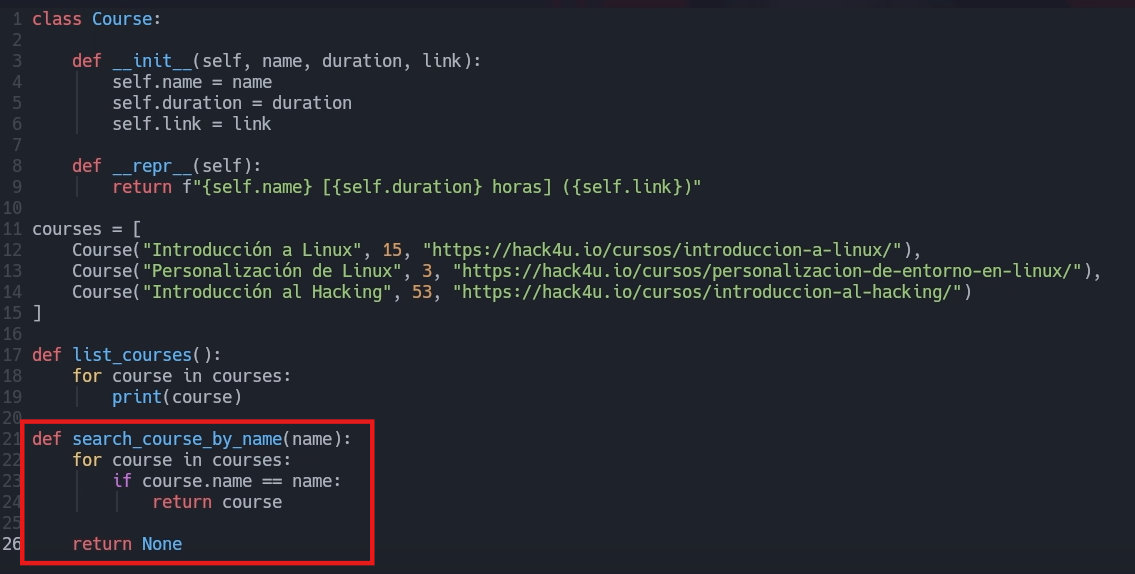 1 class Course:
2
3     def __init__(self, name, duration, link):
4         self.name = name
5         self.duration = duration
6         self.link = link
7
8     def __repr__(self):
9         return f"{self.name} [{self.duration} horas] ({self.link})"
10
11 courses = [
12     Course("Introducción a Linux", 15, "https://hack4u.io/cursos/introduccion-a-linux/"),
13     Course("Personalización de Linux", 3, "https://hack4u.io/cursos/personalizacion-de-entorno-en-linux/"),
14     Course("Introducción al Hacking", 53, "https://hack4u.io/cursos/introduccion-al-hacking/")
15 ]
16
17 def list_courses():
18     for course in courses:
19         print(course)
20
21 def search_course_by_name(name):
22     for course in courses:
23         if course.name == name:
24             return course
25
26     return None